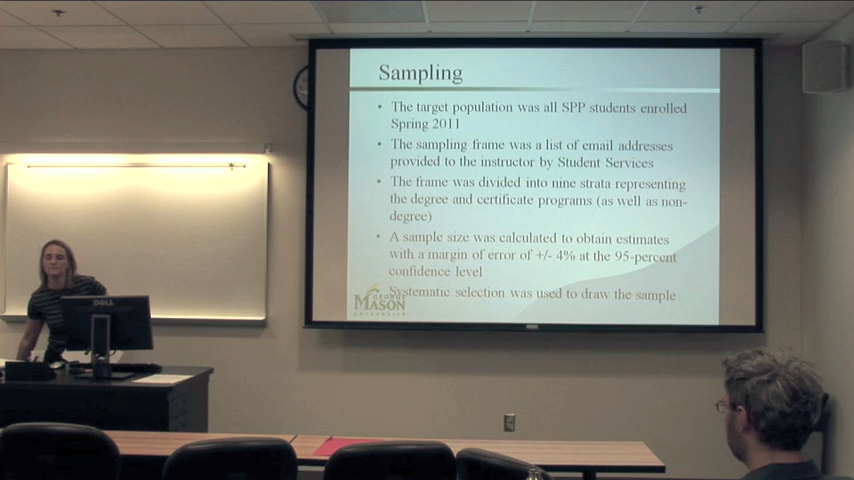 Sampling
• The target population was all SPP students enrolled
Spring 2011
• The sampling frame was a list of email addresses
provided to the instructor by Student Services
• The frame was divided into nine strata representing
the degree and certificate programs (as well as non-
degree)
• A sample size was calculated to obtain estimates
with a margin of error of +/- 4% at the 95-percent
confidence level
• Systematic selection was used to draw the sample
GEORGE
MASON
UNIVERSITY
DELL